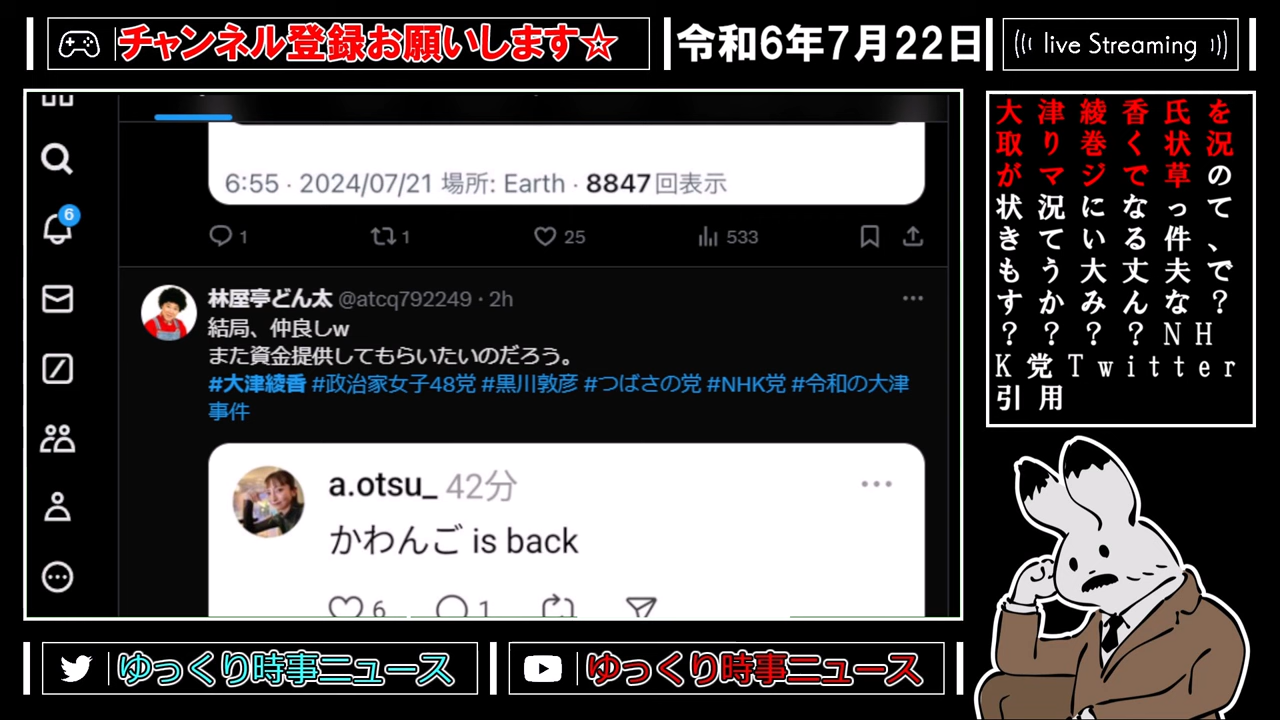 チャンネル登録お願いします☆
令和6年7月22日
live Streaming
6:55 · 2024/07/21 場所: Earth · 8847回表示
1 1 25 533
6
林屋亭どん太 @atcq792249 · 2h
結局、仲良しw
また資金提供してもらいたいのだろう。
#大津綾香 #政治家女子48党 #黒川敦彦 #つばさの党 #NHK党 #令和の大津
事件
a.otsu_ 42分
かわんご is back
6 1
大津綾香氏を
取り巻く状況
がマジで草の
状況になって
きている件、
もう大丈夫で
すかみんな？
？？？？ＮＨ
Ｋ党Ｔｗｉｔｔｅｒ
引用
ゆっくり時事ニュース
ゆっくり時事ニュース